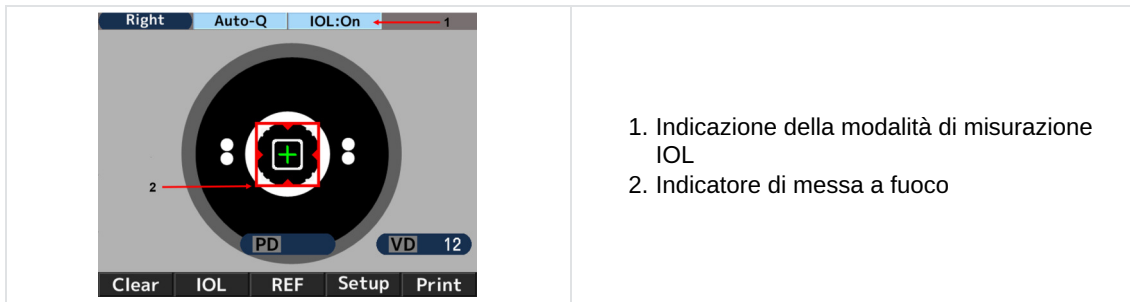 Right Auto-Q IOL:On 1
2
PD VD 12
Clear IOL REF Setup Print
1. Indicazione della modalità di misurazione
IOL
2. Indicatore di messa a fuoco